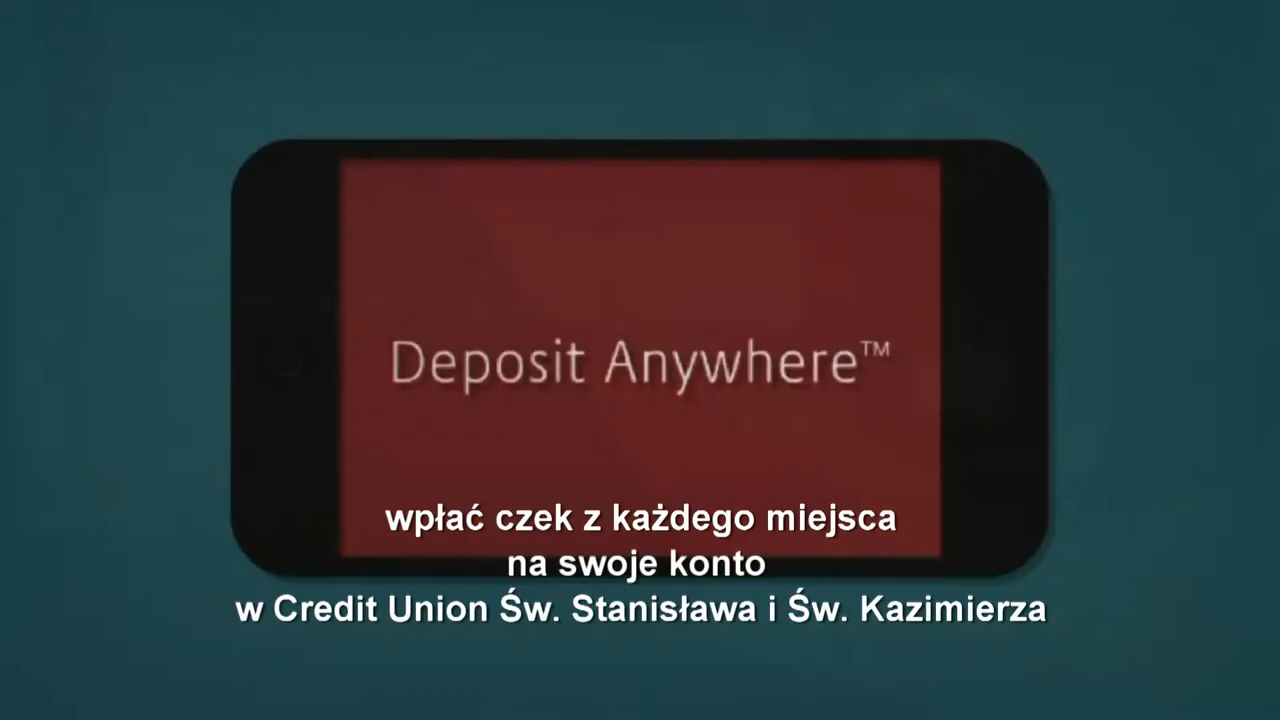 Deposit Anywhere™
wpłać czek z każdego miejsca
na swoje konto
w Credit Union Św. Stanisława i Św. Kazimierza